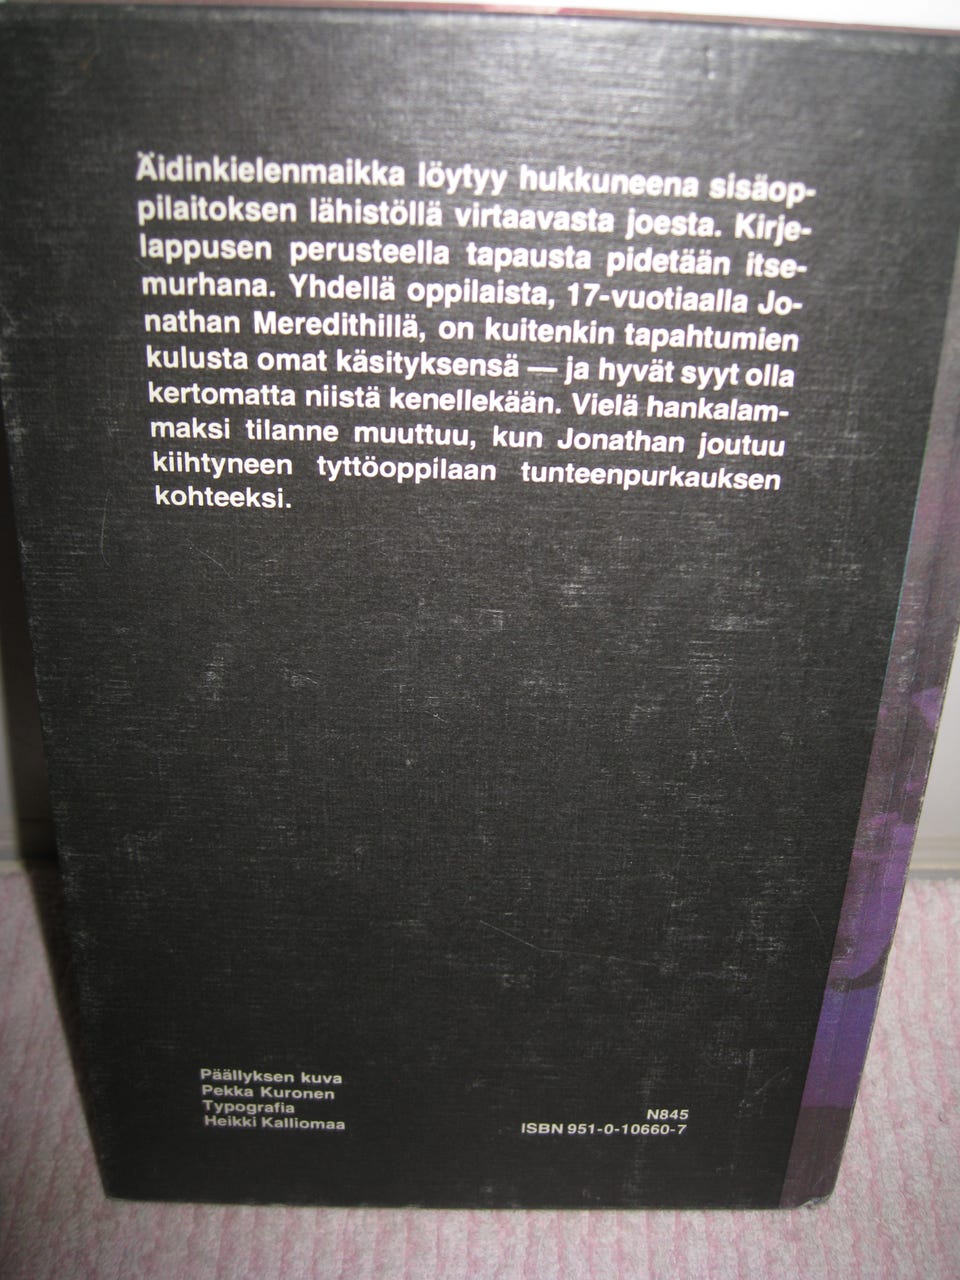 Äidinkielenmaikka löytyy hukkuneena sisäop-
pilaitoksen lähistöllä virtaavasta joesta. Kirje-
lappusen perusteella tapausta pidetään itse-
murhana. Yhdellä oppilaista, 17-vuotiaalla Jo-
nathan Meredithillä, on kuitenkin tapahtumien
kulusta omat käsityksensä — ja hyvät syyt olla
kertomatta niistä kenellekään. Vielä hankalam-
maksi tilanne muuttuu, kun Jonathan joutuu
kiihtyneen tyttöoppilaan tunteenpurkauksen
kohteeksi.
Päällyksen kuva
Pekka Kuronen
Typografia
Heikki Kalliomaa
N845
ISBN 951-0-10660-7